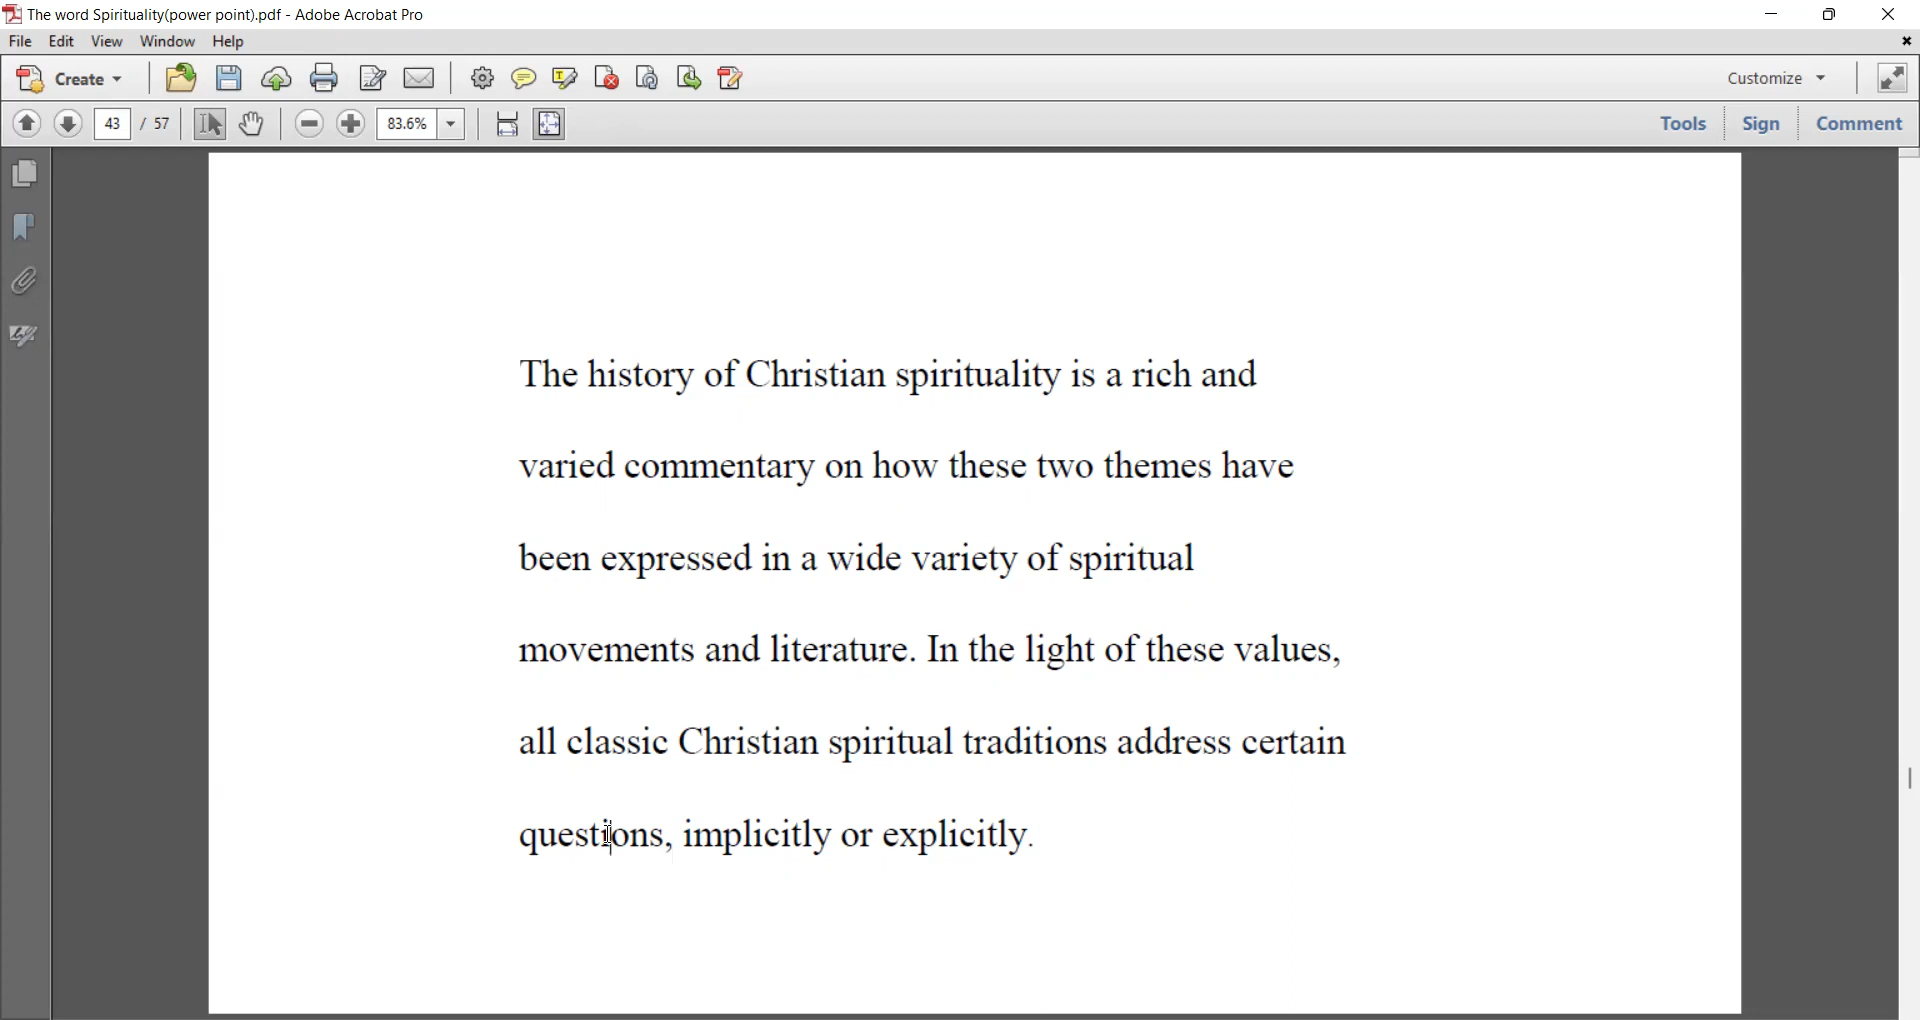 The word Spirituality(power point).pdf - Adobe Acrobat Pro
File Edit View Window Help
Create Customize
43 / 57 83.6% Tools Sign Comment
The history of Christian spirituality is a rich and
varied commentary on how these two themes have
been expressed in a wide variety of spiritual
movements and literature. In the light of these values,
all classic Christian spiritual traditions address certain
questions, implicitly or explicitly.